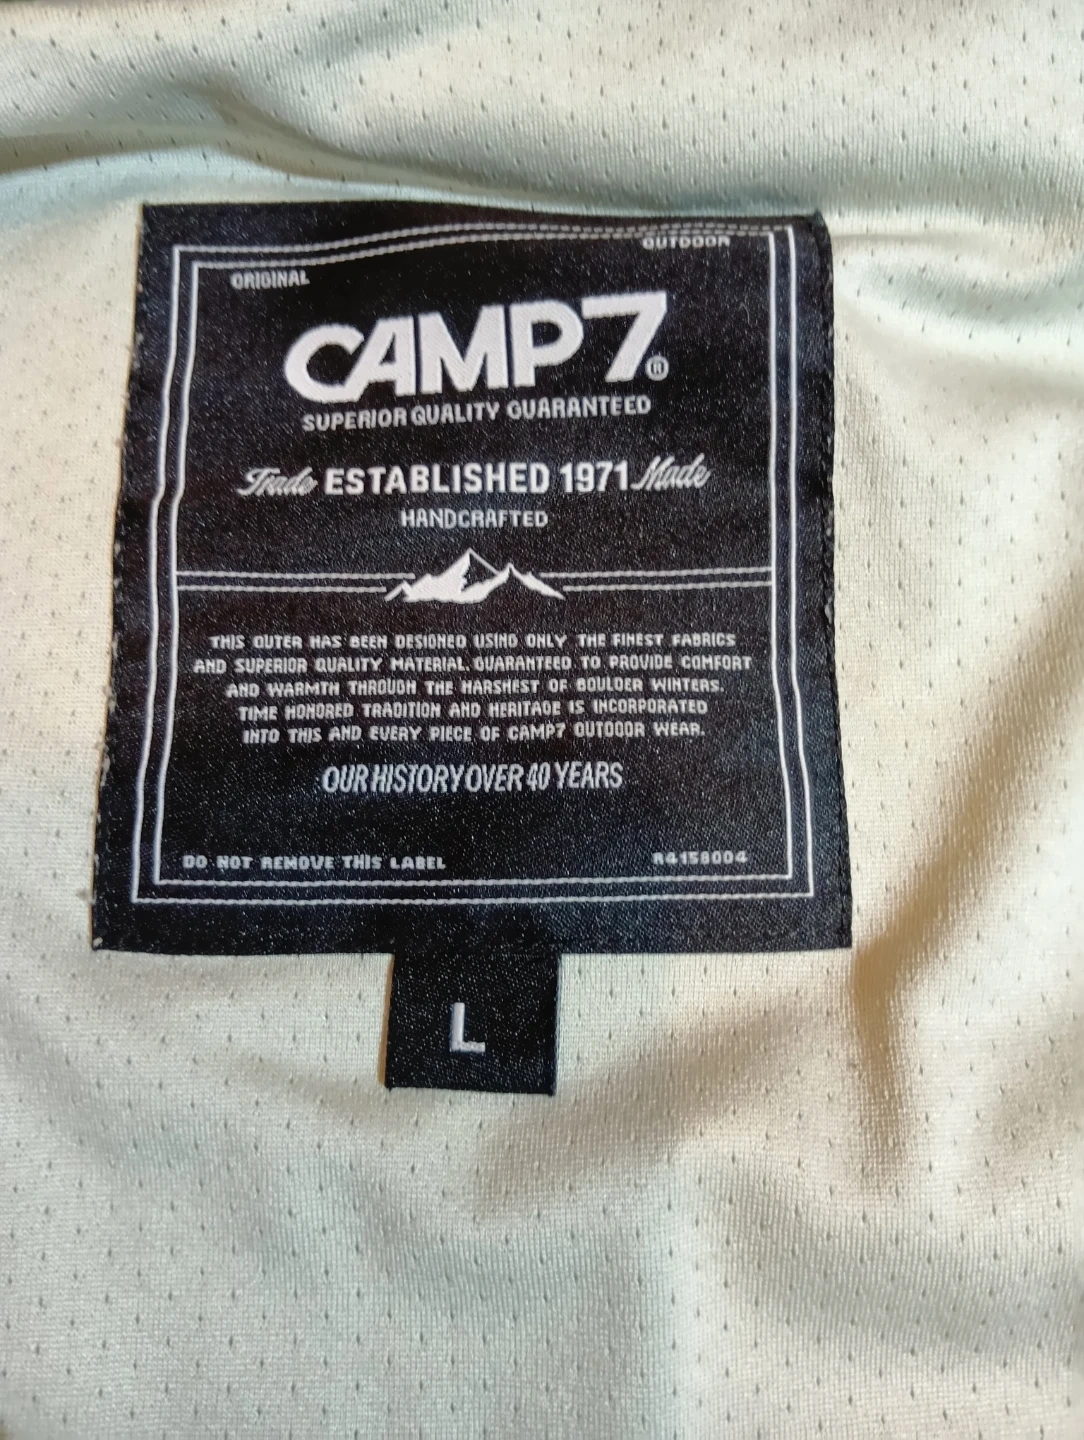 ORIGINAL OUTDOOR
CAMP7®
SUPERIOR QUALITY GUARANTEED
Trade ESTABLISHED 1971 Made
HANDCRAFTED
THIS OUTER HAS BEEN DESIGNED USING ONLY THE FINEST FABRICS
AND SUPERIOR QUALITY MATERIAL. GUARANTEED TO PROVIDE COMFORT
AND WARMTH THROUGH THE HARSHEST OF BOULDER WINTERS.
TIME HONORED TRADITION AND HERITAGE IS INCORPORATED
INTO THIS AND EVERY PIECE OF CAMP7 OUTDOOR WEAR.
OUR HISTORY OVER 40 YEARS
DO NOT REMOVE THIS LABEL R4158004
L